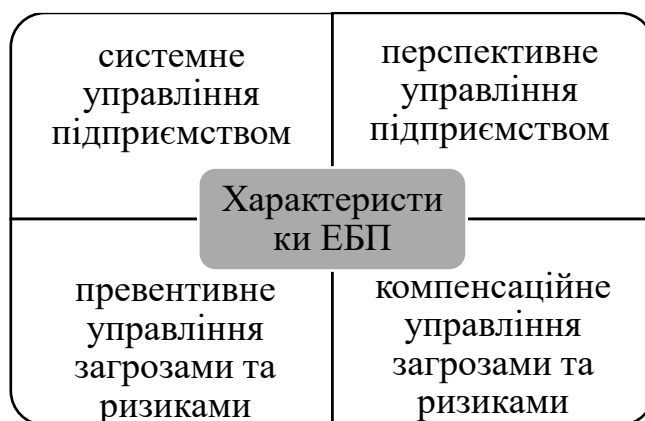 системне
управління
підприємством
перспективне
управління
підприємством
Характеристи
ки ЕБП
превентивне
управління
загрозами та
ризиками
компенсаційне
управління
загрозами та
ризиками